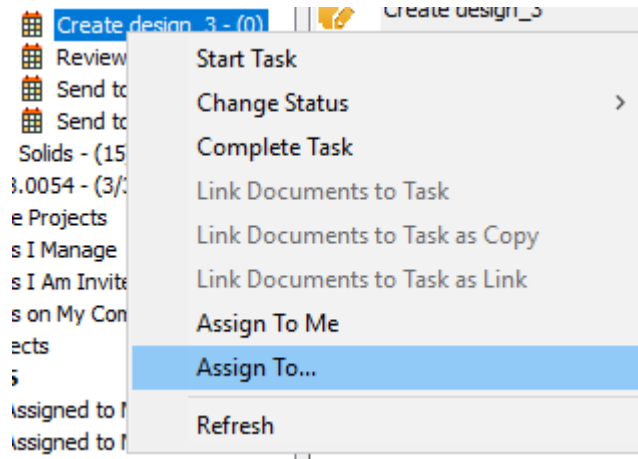 Create design_3 - (0)
Create design_3
Review
Send to
Send to
Solids - (15
3.0054 - (3/
e Projects
s I Manage
s I Am Invite
s on My Con
ects
Assigned to
Assigned to
Start Task
Change Status
Complete Task
Link Documents to Task
Link Documents to Task as Copy
Link Documents to Task as Link
Assign To Me
Assign To...
Refresh